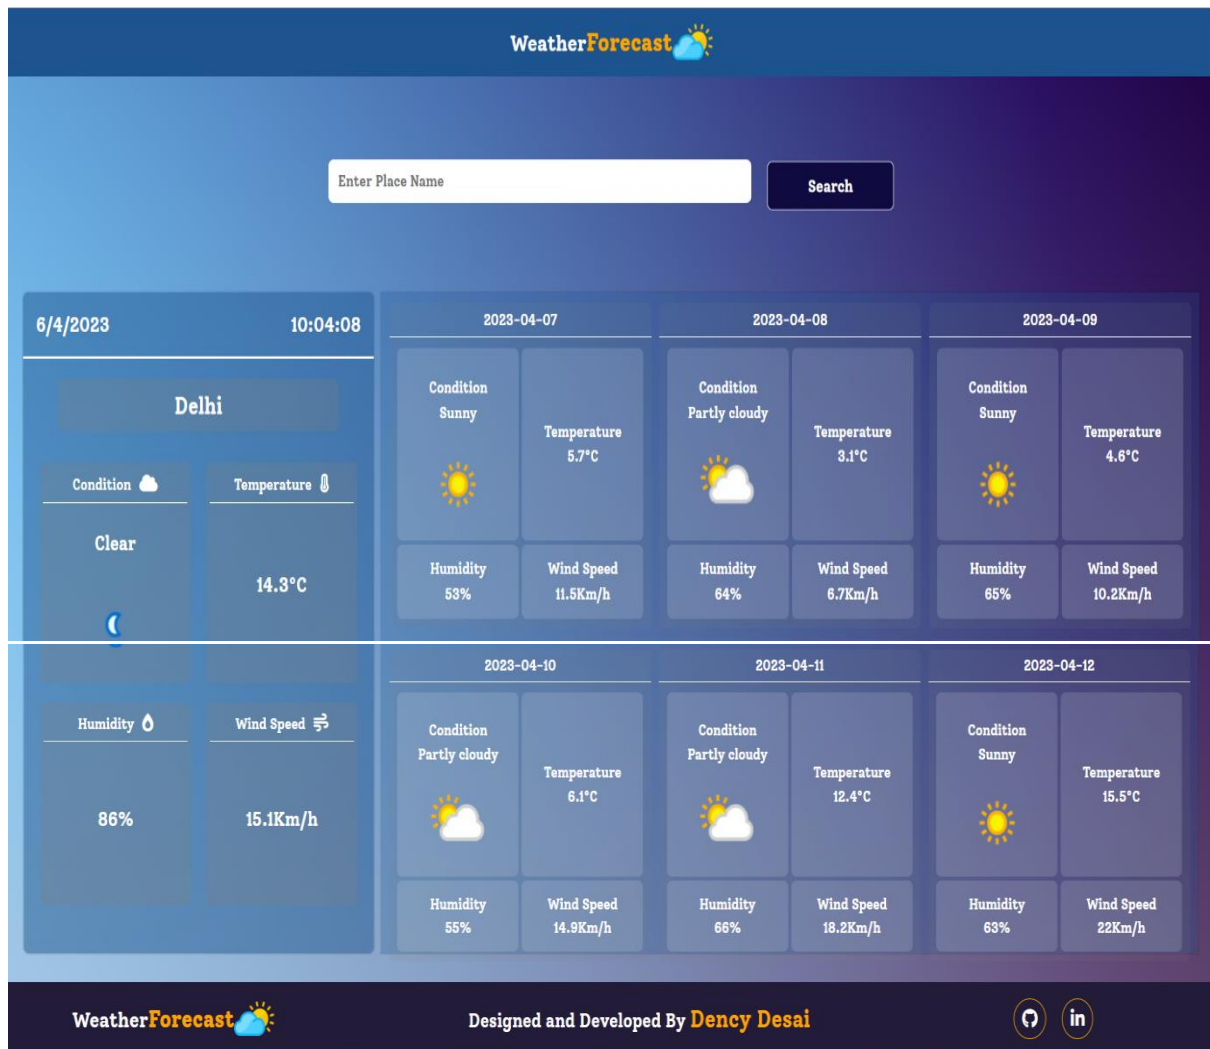 WeatherForecast
Enter Place Name
Search
6/4/2023 10:04:08
Delhi
Condition
Clear
Temperature
14.3°C
Humidity
86%
Wind Speed
15.1Km/h
2023-04-07
Condition
Sunny
Temperature
5.7°C
Humidity
53%
Wind Speed
11.5Km/h
2023-04-08
Condition
Partly cloudy
Temperature
3.1°C
Humidity
64%
Wind Speed
6.7Km/h
2023-04-09
Condition
Sunny
Temperature
4.6°C
Humidity
65%
Wind Speed
10.2Km/h
2023-04-10
Condition
Partly cloudy
Temperature
6.1°C
Humidity
55%
Wind Speed
14.9Km/h
2023-04-11
Condition
Partly cloudy
Temperature
12.4°C
Humidity
66%
Wind Speed
18.2Km/h
2023-04-12
Condition
Sunny
Temperature
15.5°C
Humidity
63%
Wind Speed
22Km/h
WeatherForecast
Designed and Developed By Dency Desai
in